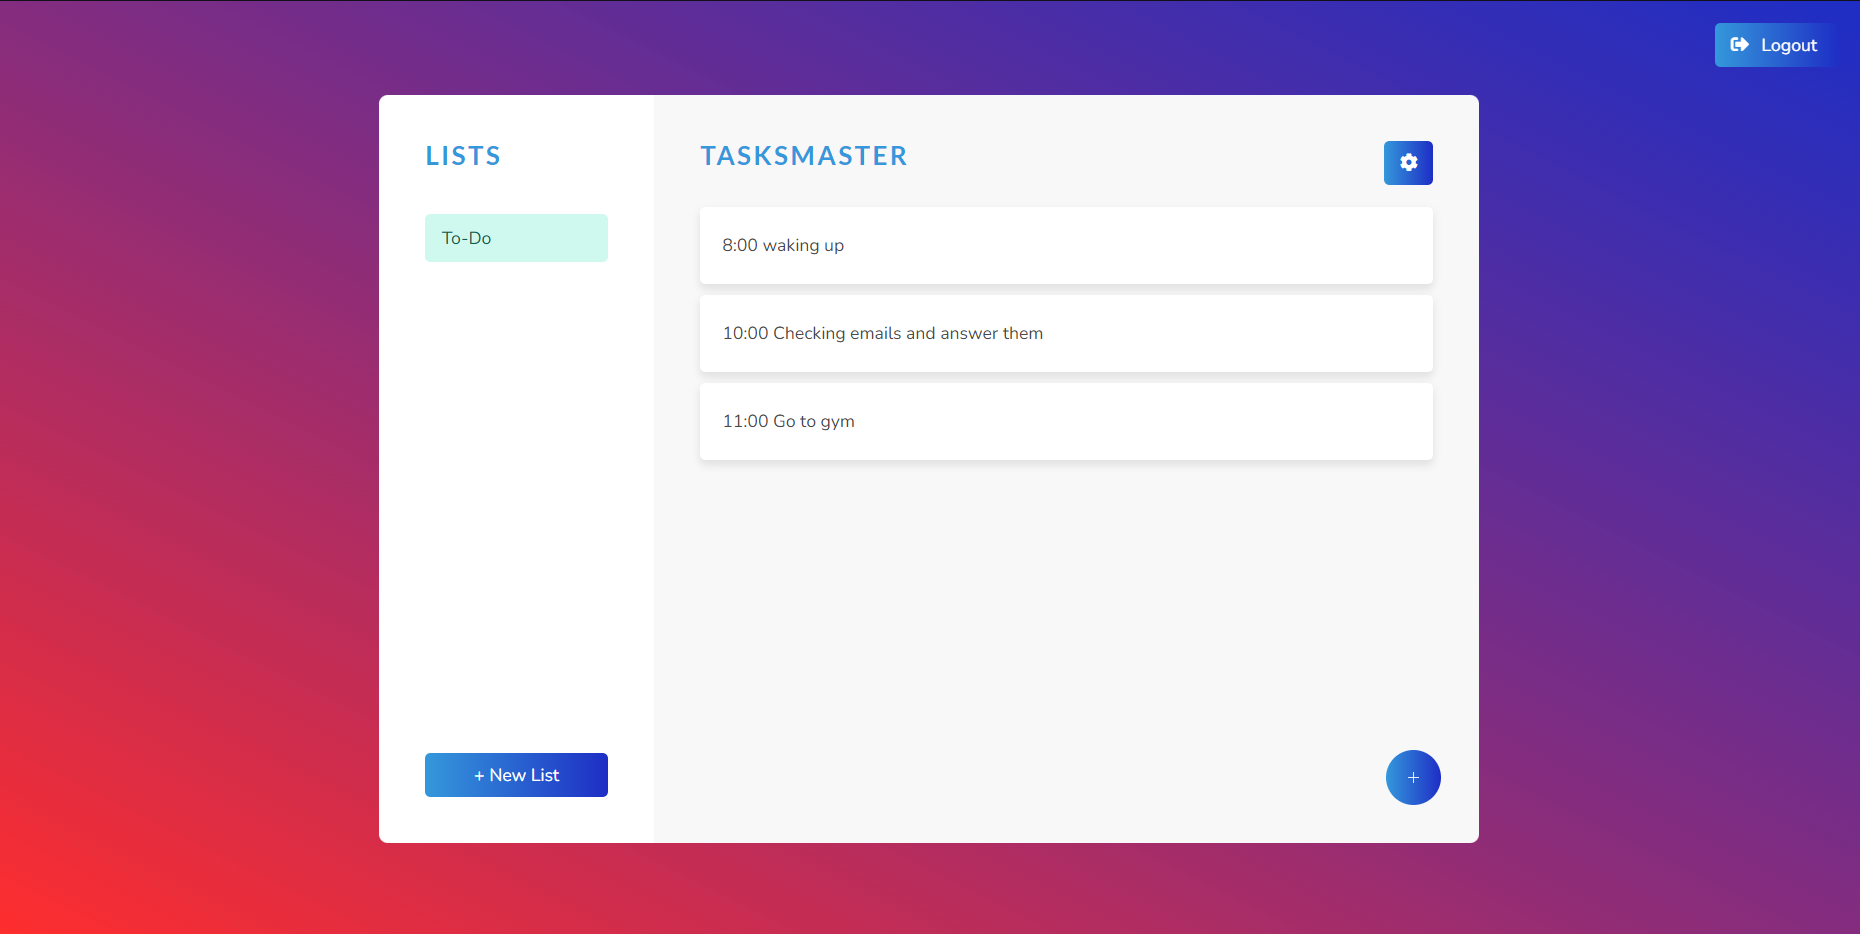 Logout
LISTS
To-Do
+ New List
TASKSMASTER
8:00 waking up
10:00 Checking emails and answer them
11:00 Go to gym
+